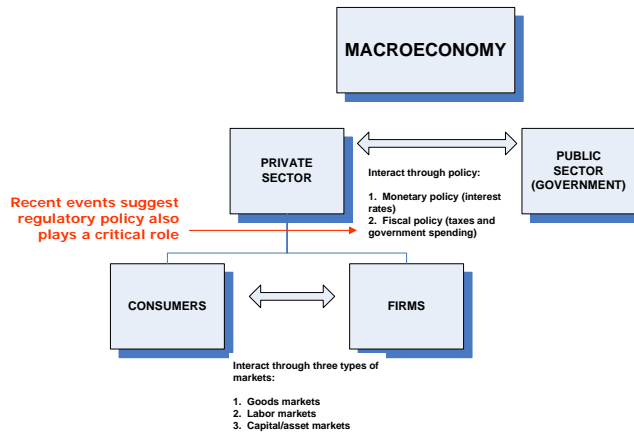 MACROECONOMY
PRIVATE
SECTOR
PUBLIC
SECTOR
(GOVERNMENT)
Interact through policy:
1. Monetary policy (interest
rates)
2. Fiscal policy (taxes and
government spending)
Recent events suggest
regulatory policy also
plays a critical role
CONSUMERS
FIRMS
Interact through three types of
markets:
1. Goods markets
2. Labor markets
3. Capital/asset markets